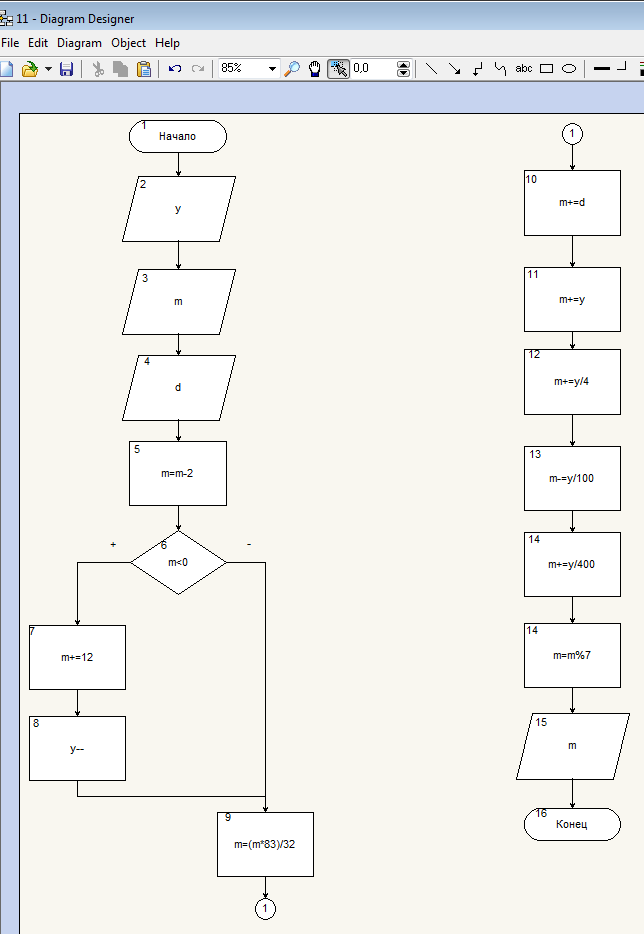 11 - Diagram Designer
File Edit Diagram Object Help
85% 0,0 abc
1
Начало
2
y
3
m
4
d
5
m=m-2
+
6
-
m<0
7
m+=12
8
y--
9
m=(m*83)/32
1
1
10
m+=d
11
m+=y
12
m+=y/4
13
m-=y/100
14
m+=y/400
14
m=m%7
15
m
16
Конец